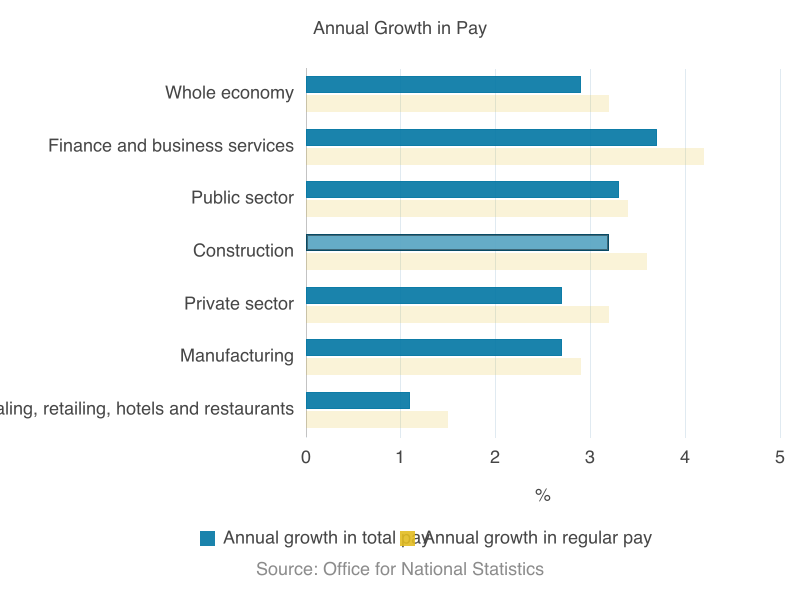 Annual Growth in Pay
Whole economy
Finance and business services
Public sector
Construction
Private sector
Manufacturing
retailing, hotels and restaurants
0 1 2 3 4 5
%
Annual growth in total pay Annual growth in regular pay
Source: Office for National Statistics